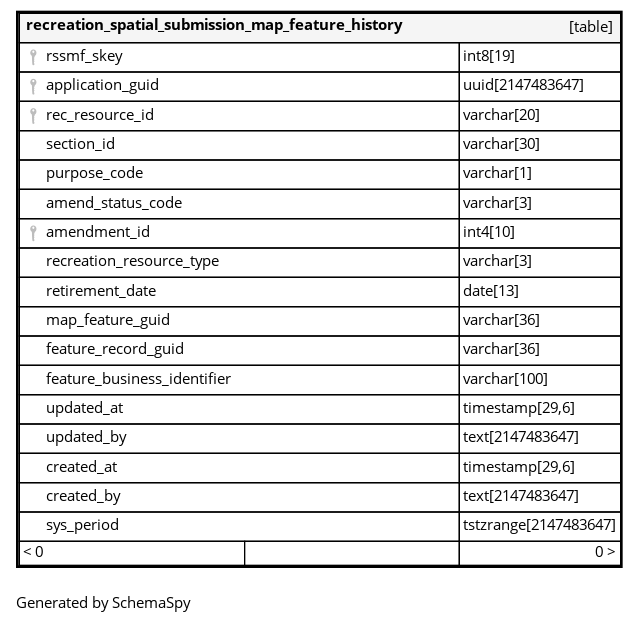 recreation_spatial_submission_map_feature_history [table]
rssmf_skey int8[19]
application_guid uuid[2147483647]
rec_resource_id varchar[20]
section_id varchar[30]
purpose_code varchar[1]
amend_status_code varchar[3]
amendment_id int4[10]
recreation_resource_type varchar[3]
retirement_date date[13]
map_feature_guid varchar[36]
feature_record_guid varchar[36]
feature_business_identifier varchar[100]
updated_at timestamp[29,6]
updated_by text[2147483647]
created_at timestamp[29,6]
created_by text[2147483647]
sys_period tstzrange[2147483647]
< 0 0 >
Generated by SchemaSpy